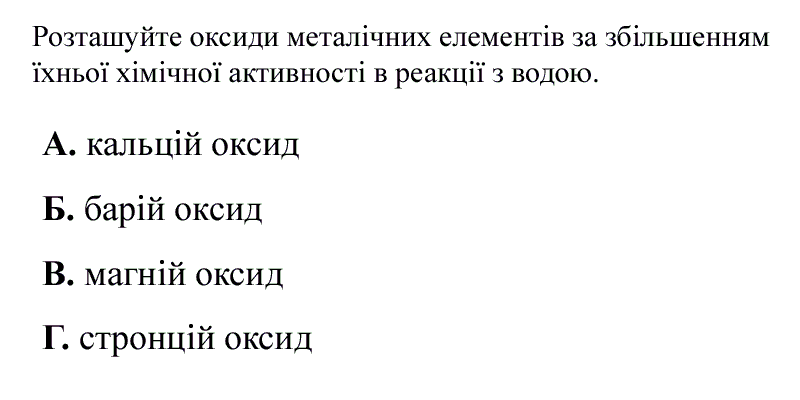 Розташуйте оксиди металічних елементів за збільшенням
їхньої хімічної активності в реакції з водою.
А. кальцій оксид
Б. барій оксид
В. магній оксид
Г. стронцій оксид